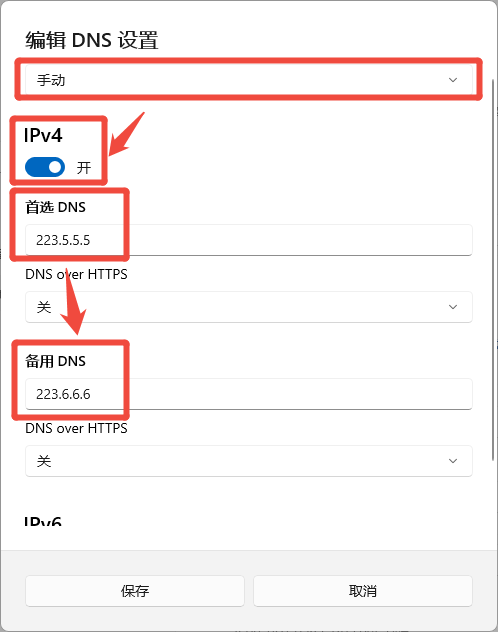 编辑 DNS 设置
手动
IPv4
开
首选 DNS
223.5.5.5
DNS over HTTPS
关
备用 DNS
223.6.6.6
DNS over HTTPS
关
IPv6
保存
取消